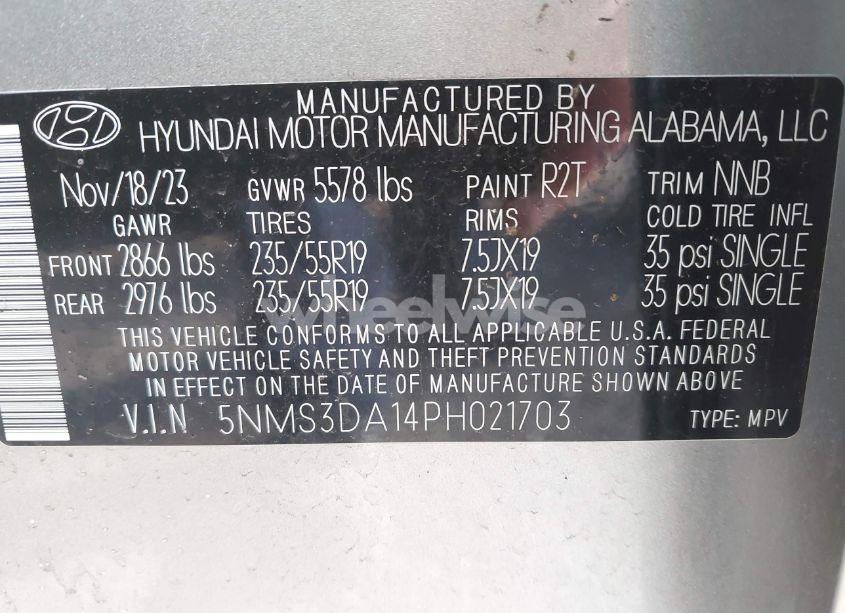 MANUFACTURED BY
HYUNDAI MOTOR MANUFACTURING ALABAMA, LLC
Nov/18/23 GVWR 5578 lbs PAINT R2T TRIM NNB
GAWR TIRES RIMS COLD TIRE INFL
FRONT 2866 lbs 235/55R19 7.5JX19 35 psi SINGLE
REAR 2976 lbs 235/55R19 7.5JX19 35 psi SINGLE
wheelwise
THIS VEHICLE CONFORMS TO ALL APPLICABLE U.S.A. FEDERAL
MOTOR VEHICLE SAFETY AND THEFT PREVENTION STANDARDS
IN EFFECT ON THE DATE OF MANUFACTURE SHOWN ABOVE
V.I.N 5NMS3DA14PH021703 TYPE: MPV